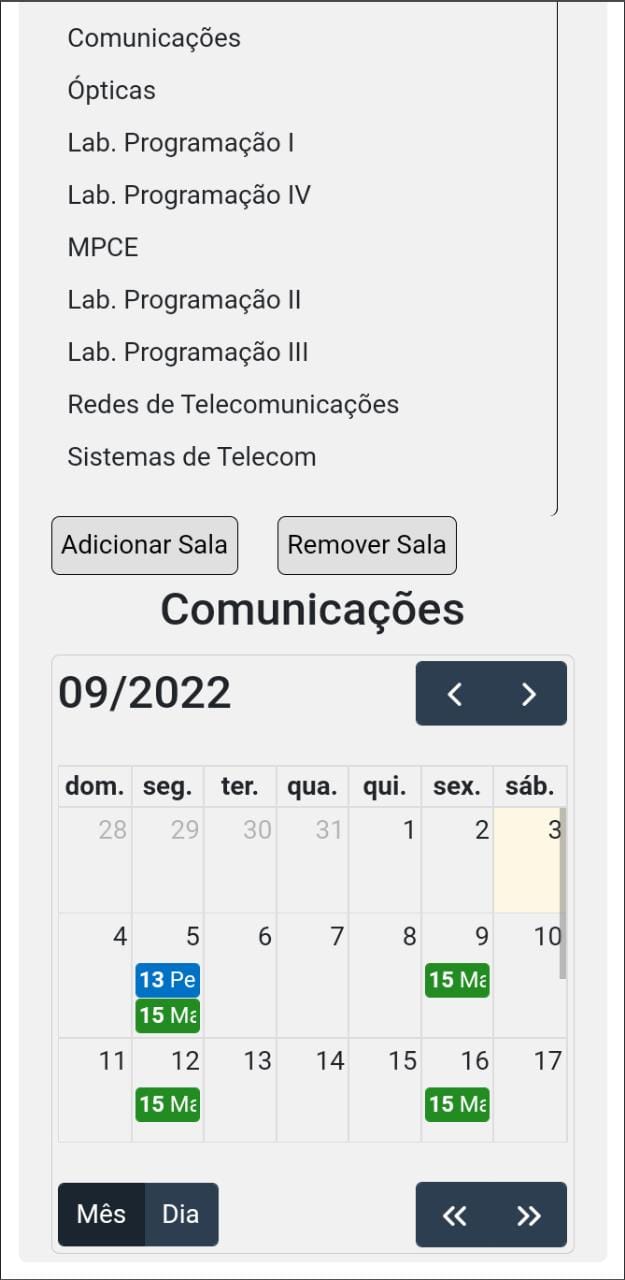 Comunicações
Ópticas
Lab. Programação I
Lab. Programação IV
MPCE
Lab. Programação II
Lab. Programação III
Redes de Telecomunicações
Sistemas de Telecom
Adicionar Sala Remover Sala
Comunicações
09/2022
dom. seg. ter. qua. qui. sex. sáb.
28 29 30 31 1 2 3
4 5 6 7 8 9 10
13 Pe
15 Ma 15 Ma
11 12 13 14 15 16 17
15 Ma 15 Ma
Mês Dia